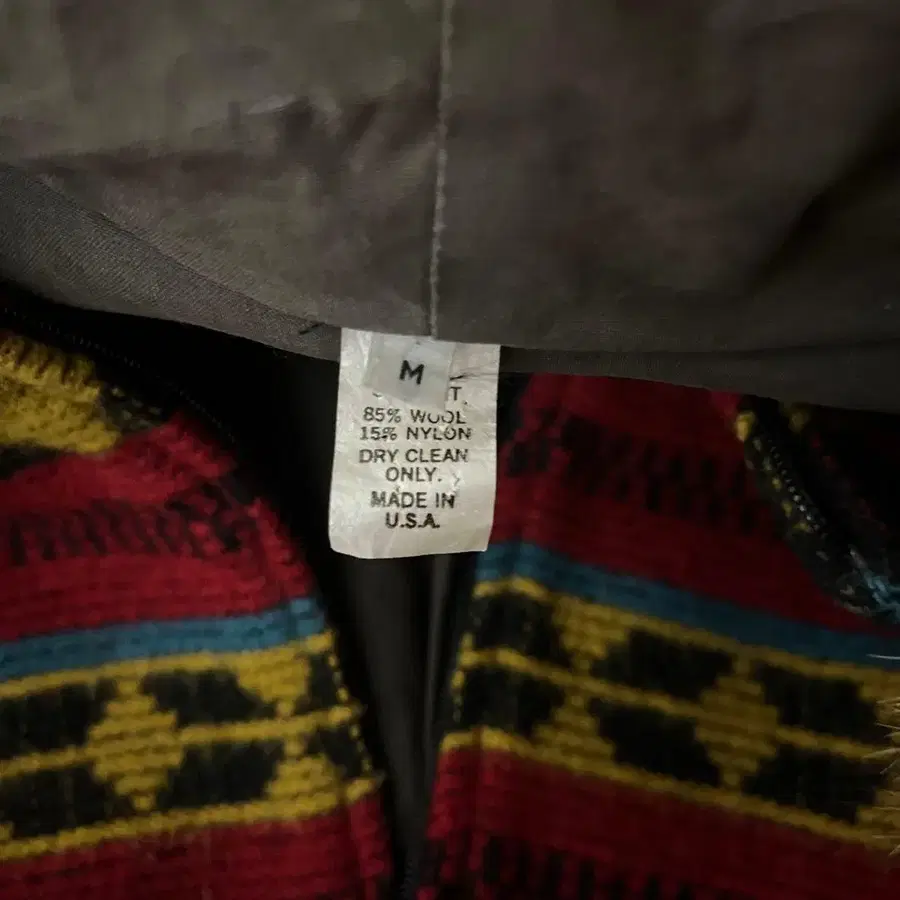 M
85% WOOL
15% NYLON
DRY CLEAN
ONLY.
MADE IN
U.S.A.